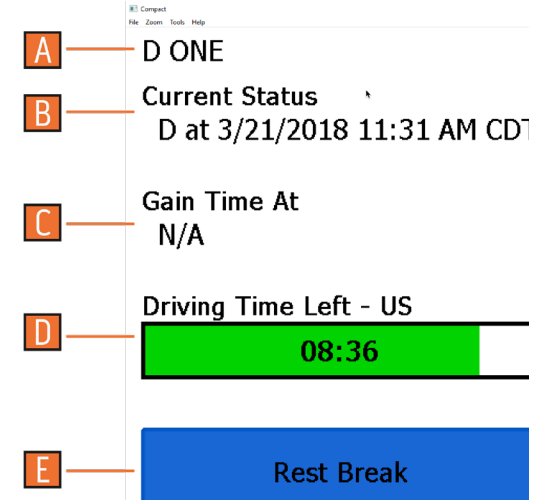 Compact
File Zoom Tools Help
A
D ONE
B
Current Status
D at 3/21/2018 11:31 AM CDT
C
Gain Time At
N/A
D
Driving Time Left - US
08:36
E
Rest Break